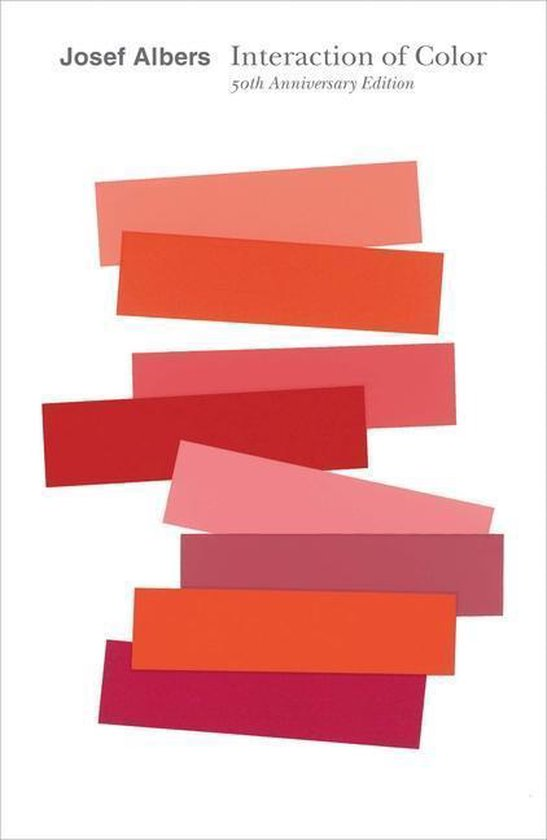 Josef Albers Interaction of Color
50th Anniversary Edition